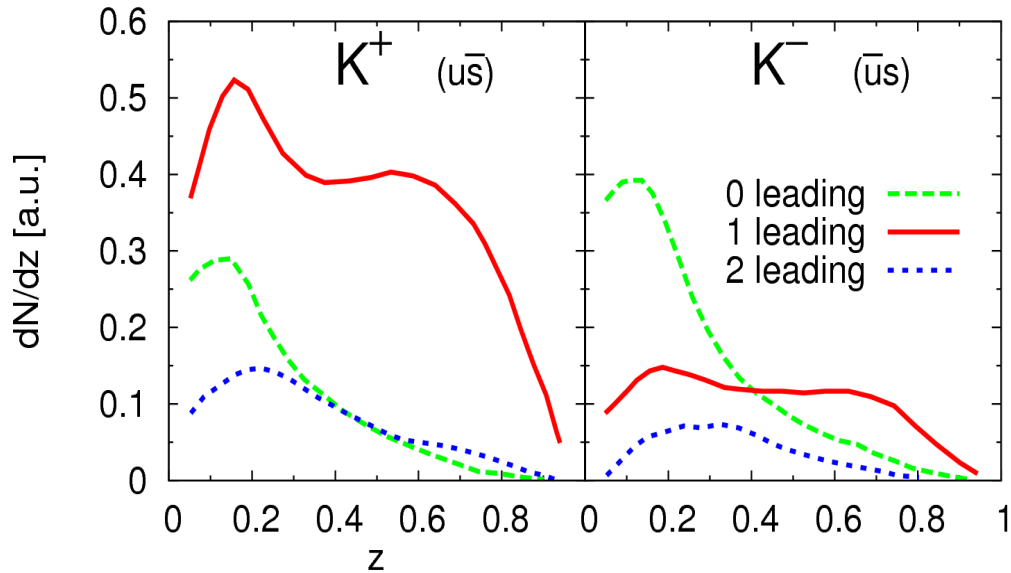 dN/dz [a.u.]
0.6
0.5
0.4
0.3
0.2
0.1
0
K⁺ (us̄)
K⁻ (ūs)
0 leading
1 leading
2 leading
0 0.2 0.4 0.6 0.8 0 0.2 0.4 0.6 0.8 1
z